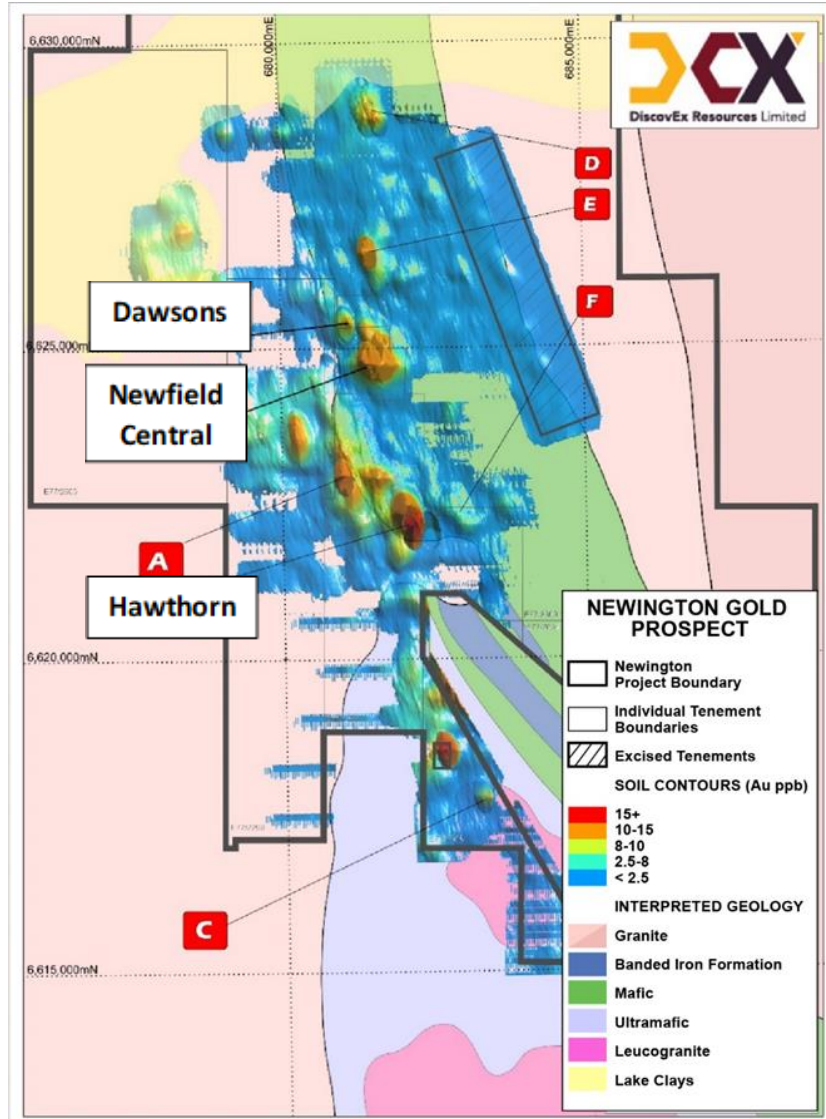 6,630,000mN
680,000mE
685,000mE
DCX
DiscovEx Resources Limited
D
E
F
Dawsons
6,625,000mN
Newfield
Central
A
Hawthorn
6,620,000mN
C
6,615,000mN
NEWINGTON GOLD
PROSPECT
Newington
Project Boundary
Individual Tenement
Boundaries
Excised Tenements
SOIL CONTOURS (Au ppb)
15+
10-15
8-10
2.5-8
< 2.5
INTERPRETED GEOLOGY
Granite
Banded Iron Formation
Mafic
Ultramafic
Leucogranite
Lake Clays